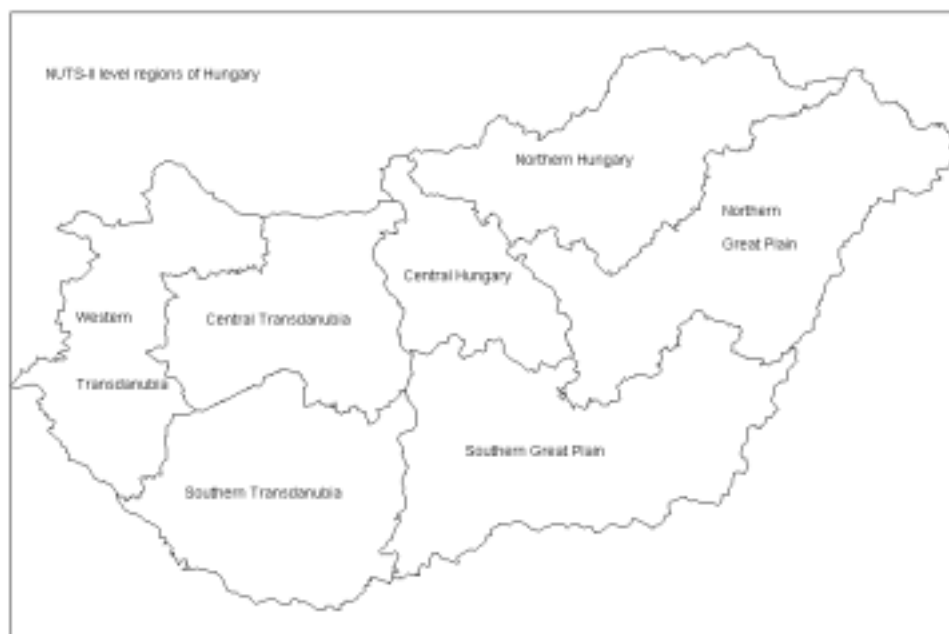 NUTS-II level regions of Hungary
Northern Hungary
Northern
Great Plain
Central Hungary
Western
Transdanubia
Central Transdanubia
Southern Great Plain
Southern Transdanubia